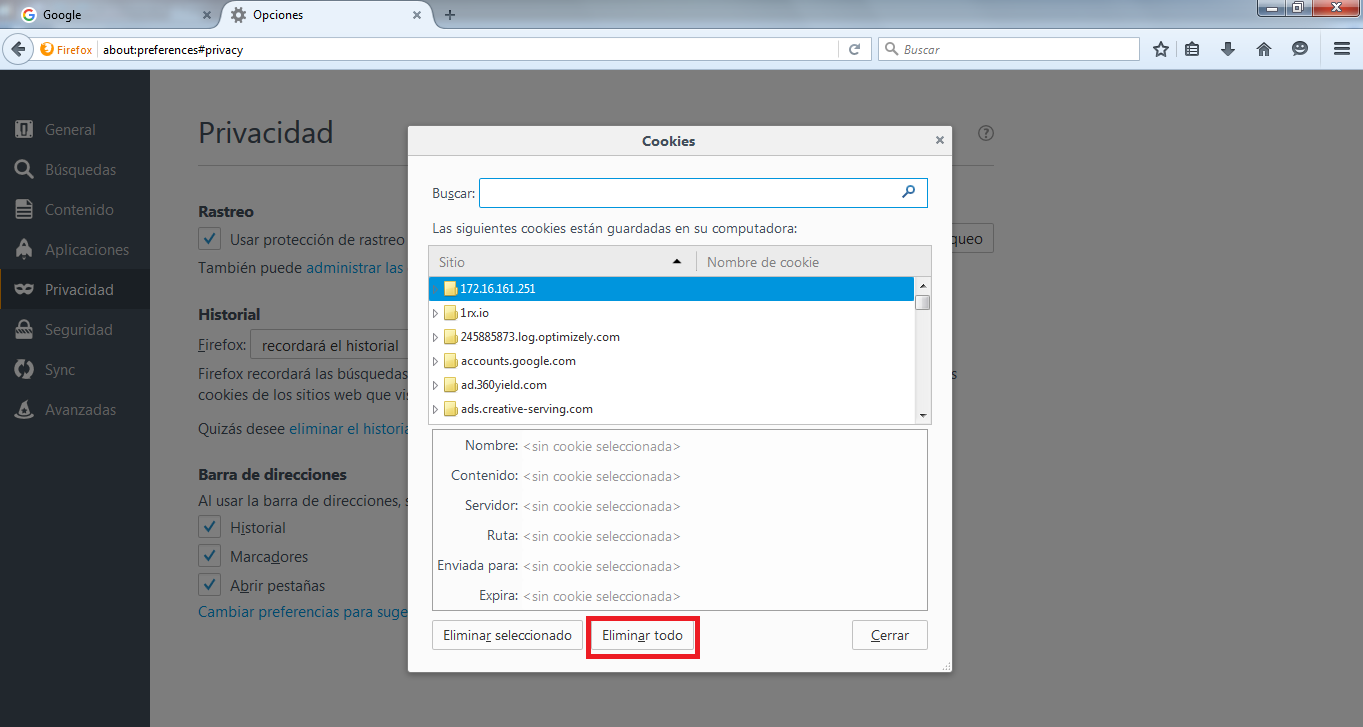 Google
Opciones
Firefox
about:preferences#privacy
Buscar
General
Búsquedas
Contenido
Aplicaciones
Privacidad
Seguridad
Sync
Avanzadas
Privacidad
Rastreo
Usar protección de rastreo
queo
También puede administrar las
Historial
Firefox:
recordará el historial
Firefox recordará las búsquedas
s
cookies de los sitios web que vis
Quizás desee eliminar el historia
Barra de direcciones
Al usar la barra de direcciones, s
Historial
Marcadores
Abrir pestañas
Cambiar preferencias para suge
Cookies
Buscar:
Las siguientes cookies están guardadas en su computadora:
Sitio
Nombre de cookie
172.16.161.251
1rx.io
245885873.log.optimizely.com
accounts.google.com
ad.360yield.com
ads.creative-serving.com
Nombre: <sin cookie seleccionada>
Contenido: <sin cookie seleccionada>
Servidor: <sin cookie seleccionada>
Ruta: <sin cookie seleccionada>
Enviada para: <sin cookie seleccionada>
Expira: <sin cookie seleccionada>
Eliminar seleccionado
Eliminar todo
Cerrar